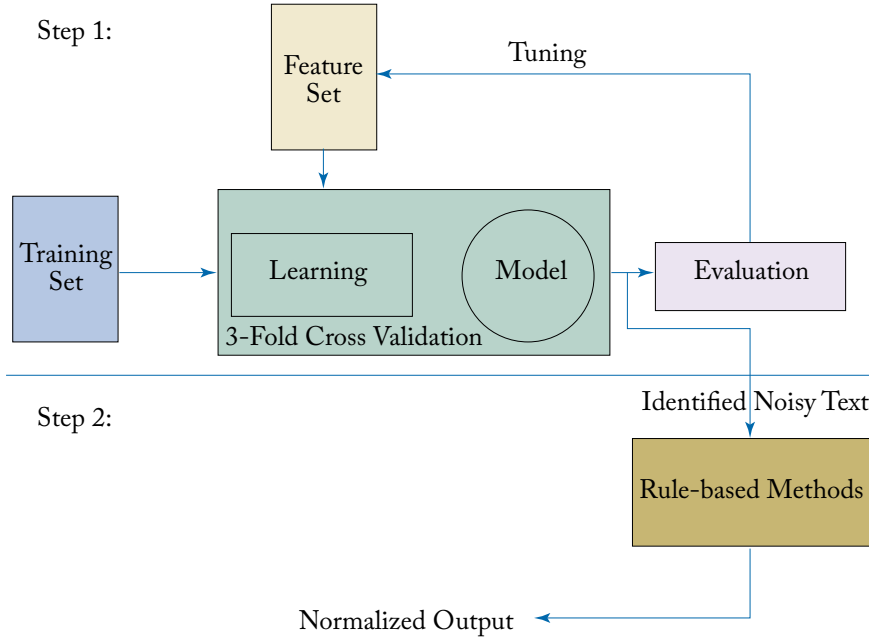 Step 1:
Feature
Set
Tuning
Training
Set
Learning
Model
Evaluation
3-Fold Cross Validation
Identified Noisy Text
Step 2:
Rule-based Methods
Normalized Output